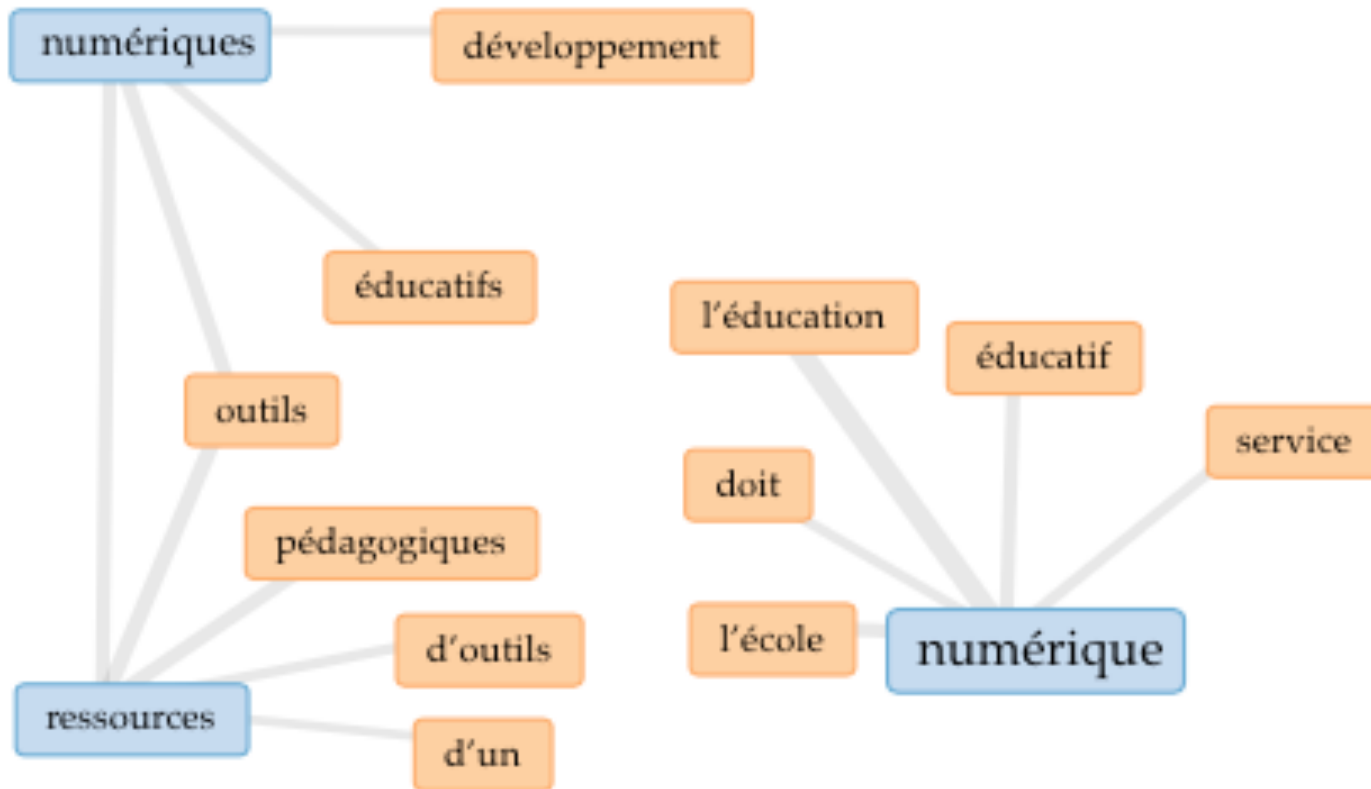 numériques
développement
éducatifs
l'éducation
éducatif
outils
service
doit
pédagogiques
l'école
numérique
d'outils
ressources
d'un